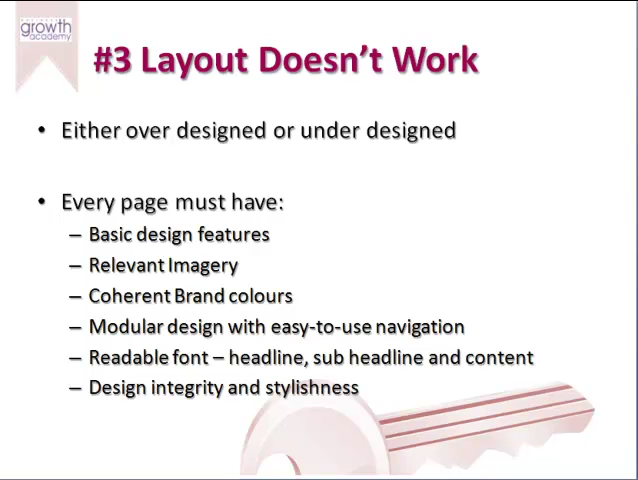 growth
academy
#3 Layout Doesn't Work
• Either over designed or under designed
• Every page must have:
– Basic design features
– Relevant Imagery
– Coherent Brand colours
– Modular design with easy-to-use navigation
– Readable font – headline, sub headline and content
– Design integrity and stylishness